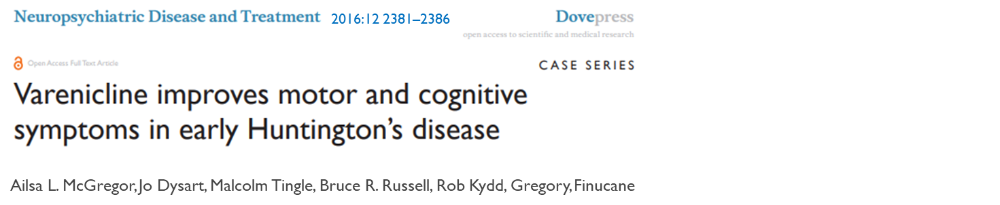 Neuropsychiatric Disease and Treatment 2016:12 2381–2386 Dovepress
open access to scientific and medical research
Open Access Full Text Article CASE SERIES
Varenicline improves motor and cognitive
symptoms in early Huntington's disease
Ailsa L. McGregor, Jo Dysart, Malcolm Tingle, Bruce R. Russell, Rob Kydd, Gregory, Finucane